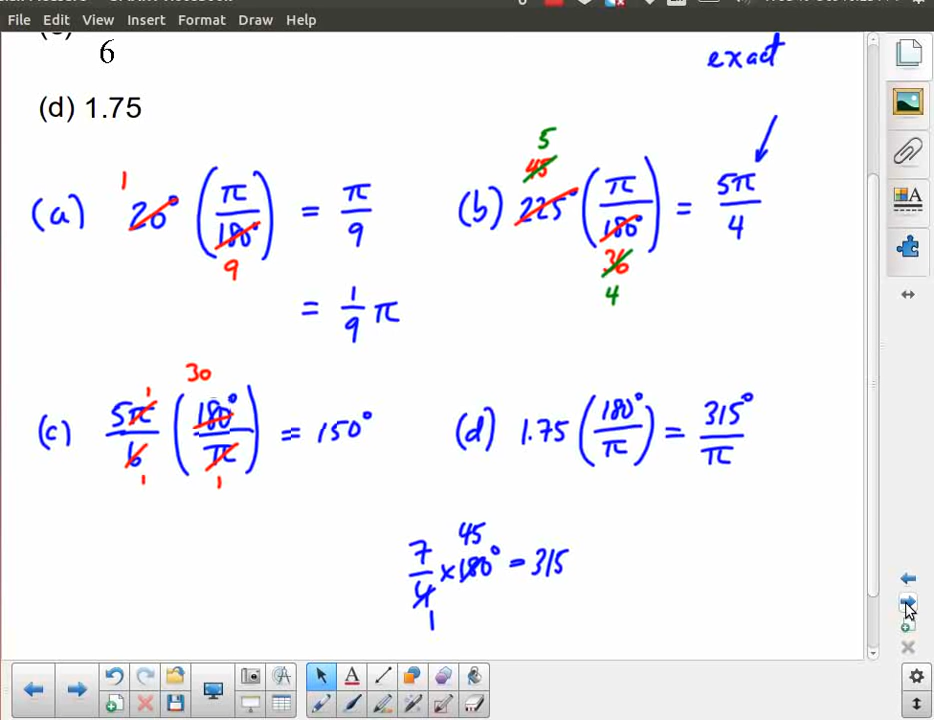 File Edit View Insert Format Draw Help
6
exact
(d) 1.75
(a) 20° (π/180°) = π/9
1
9
= 1/9 π
(b) 225° (π/180°) = 5π/4
5
45
36
4
(c) 5π/6 (180°/π) = 150°
1
30
1
1
(d) 1.75 (180°/π) = 315°/π
7/4 × 180° = 315
45
1